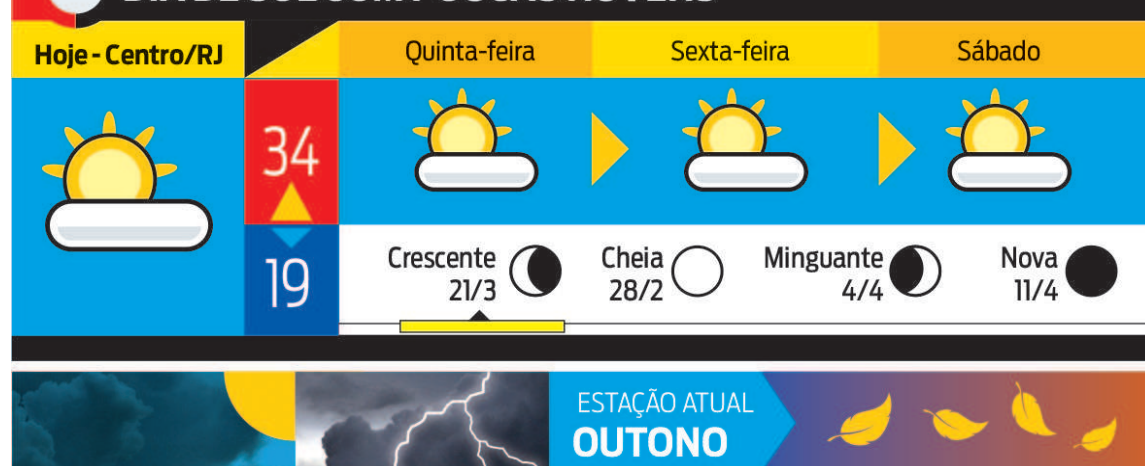 Hoje - Centro/RJ
Quinta-feira
Sexta-feira
Sábado
34
19
Crescente
21/3
Cheia
28/2
Minguante
4/4
Nova
11/4
ESTAÇÃO ATUAL
OUTONO